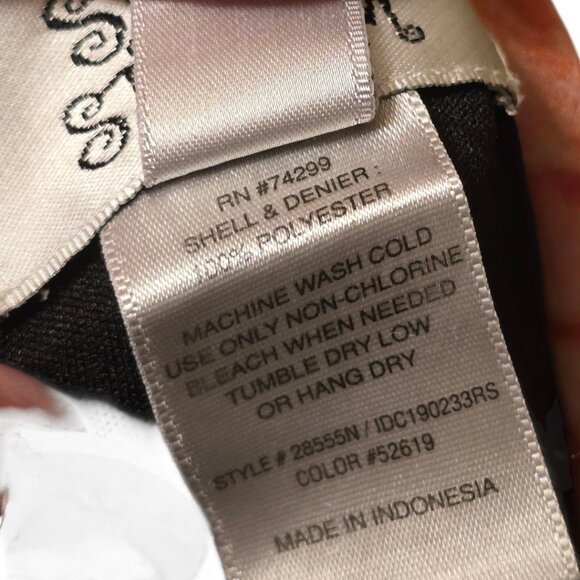 RN #74299
SHELL & DENIER :
100% POLYESTER
MACHINE WASH COLD
USE ONLY NON-CHLORINE
BLEACH WHEN NEEDED
TUMBLE DRY LOW
OR HANG DRY
STYLE # 28555N / IDC190233RS
COLOR #52619
MADE IN INDONESIA